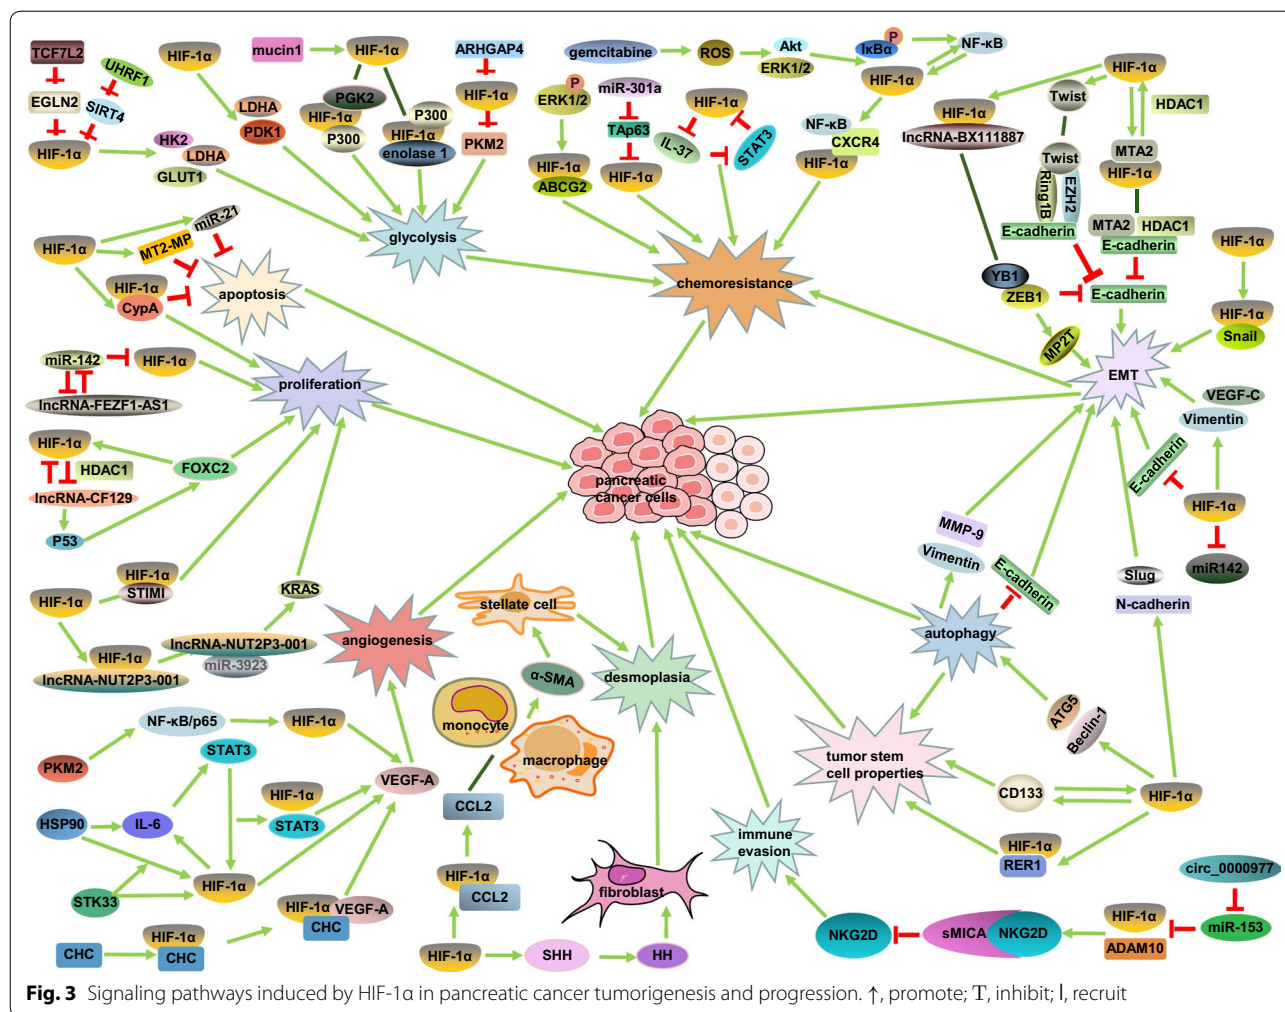 TCF7L2
UHRF1
EGLN2
SIRT4
HIF-1α
HIF-1α
LDHA
PDK1
HK2
LDHA
GLUT1
mucin1
HIF-1α
PGK2
HIF-1α
P300
P300
HIF-1α
enolase 1
ARHGAP4
HIF-1α
PKM2
glycolysis
gemcitabine
ROS
Akt
ERK1/2
P
IκBα
NF-κB
HIF-1α
NF-κB
CXCR4
HIF-1α
P
ERK1/2
HIF-1α
ABCG2
miR-301a
TAp63
HIF-1α
HIF-1α
IL-37
STAT3
chemoresistance
HIF-1α
Twist
HDAC1
HIF-1α
lncRNA-BX111887
Twist
Ring1B
EZH2
E-cadherin
MTA2
HIF-1α
MTA2
HDAC1
E-cadherin
YB1
ZEB1
E-cadherin
MP2T
HIF-1α
HIF-1α
Snail
EMT
VEGF-C
Vimentin
E-cadherin
HIF-1α
miR142
HIF-1α
miR-21
MT2-MP
HIF-1α
CypA
apoptosis
miR-142
HIF-1α
lncRNA-FEZF1-AS1
proliferation
HIF-1α
HDAC1
lncRNA-CF129
P53
FOXC2
HIF-1α
HIF-1α
STIMI
HIF-1α
lncRNA-NUT2P3-001
lncRNA-NUT2P3-001
miR-3923
KRAS
pancreatic
cancer cells
angiogenesis
stellate cell
α-SMA
monocyte
macrophage
desmoplasia
MMP-9
Vimentin
E-cadherin
autophagy
Slug
N-cadherin
ATG5
Beclin-1
tumor stem
cell properties
CD133
HIF-1α
HIF-1α
RER1
immune
evasion
NF-κB/p65
HIF-1α
PKM2
STAT3
VEGF-A
HSP90
IL-6
HIF-1α
STAT3
STK33
HIF-1α
HIF-1α
VEGF-A
CHC
CHC
HIF-1α
CHC
CCL2
HIF-1α
CCL2
HIF-1α
SHH
HH
fibroblast
NKG2D
sMICA
NKG2D
HIF-1α
ADAM10
circ_0000977
miR-153
Fig. 3 Signaling pathways induced by HIF-1α in pancreatic cancer tumorigenesis and progression. ↑, promote; T, inhibit; l, recruit